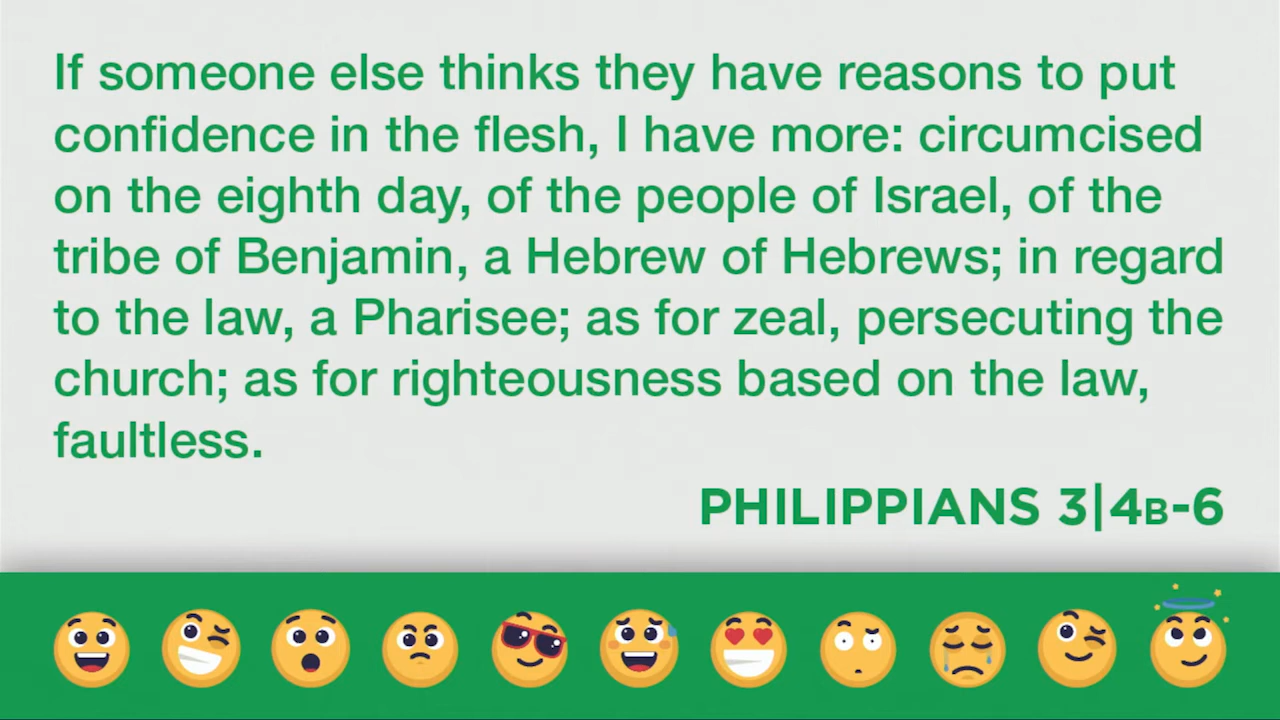 If someone else thinks they have reasons to put
confidence in the flesh, I have more: circumcised
on the eighth day, of the people of Israel, of the
tribe of Benjamin, a Hebrew of Hebrews; in regard
to the law, a Pharisee; as for zeal, persecuting the
church; as for righteousness based on the law,
faultless.
PHILIPPIANS 3|4B-6